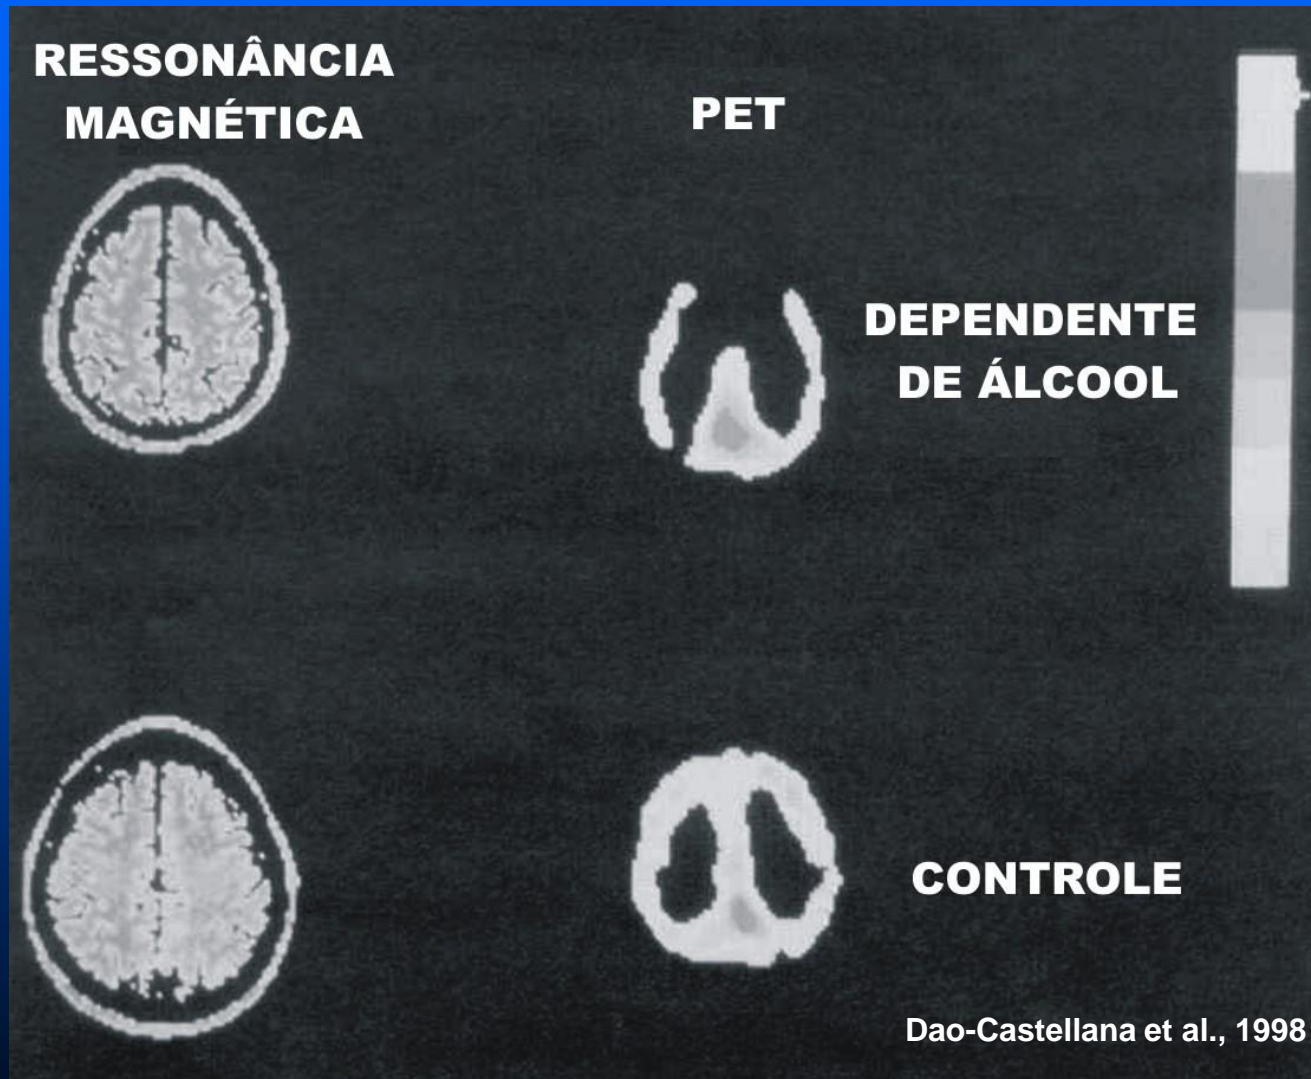 RESSONÂNCIA
MAGNÉTICA
PET
DEPENDENTE
DE ÁLCOOL
CONTROLE
Dao-Castellana et al., 1998